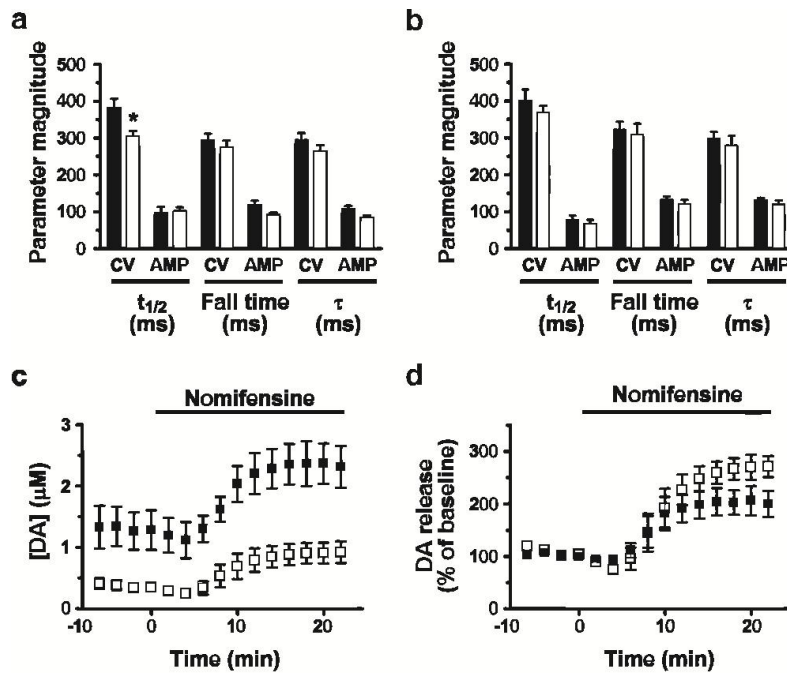 a
b
Parameter magnitude
500
400
300
200
100
0
*
CV AMP CV AMP CV AMP
t1/2 (ms)
Fall time (ms)
τ (ms)
Parameter magnitude
500
400
300
200
100
0
CV AMP CV AMP CV AMP
t1/2 (ms)
Fall time (ms)
τ (ms)
c
Nomifensine
[DA] (μM)
3
2
1
0
-10 0 10 20
Time (min)
d
Nomifensine
DA release
(% of baseline)
300
200
100
0
-10 0 10 20
Time (min)